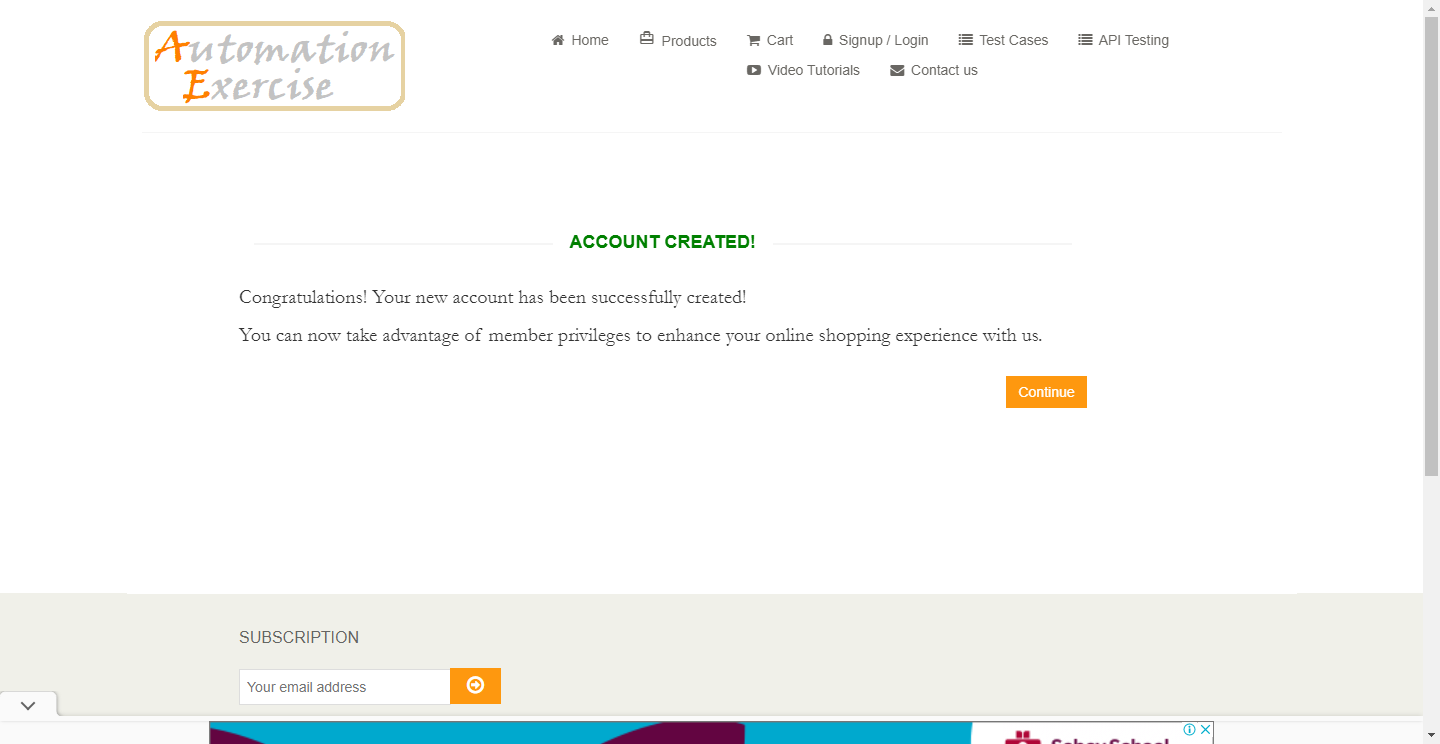 Automation
Exercise
Home
Products
Cart
Signup / Login
Test Cases
API Testing
Video Tutorials
Contact us
ACCOUNT CREATED!
Congratulations! Your new account has been successfully created!
You can now take advantage of member privileges to enhance your online shopping experience with us.
Continue
SUBSCRIPTION
Your email address